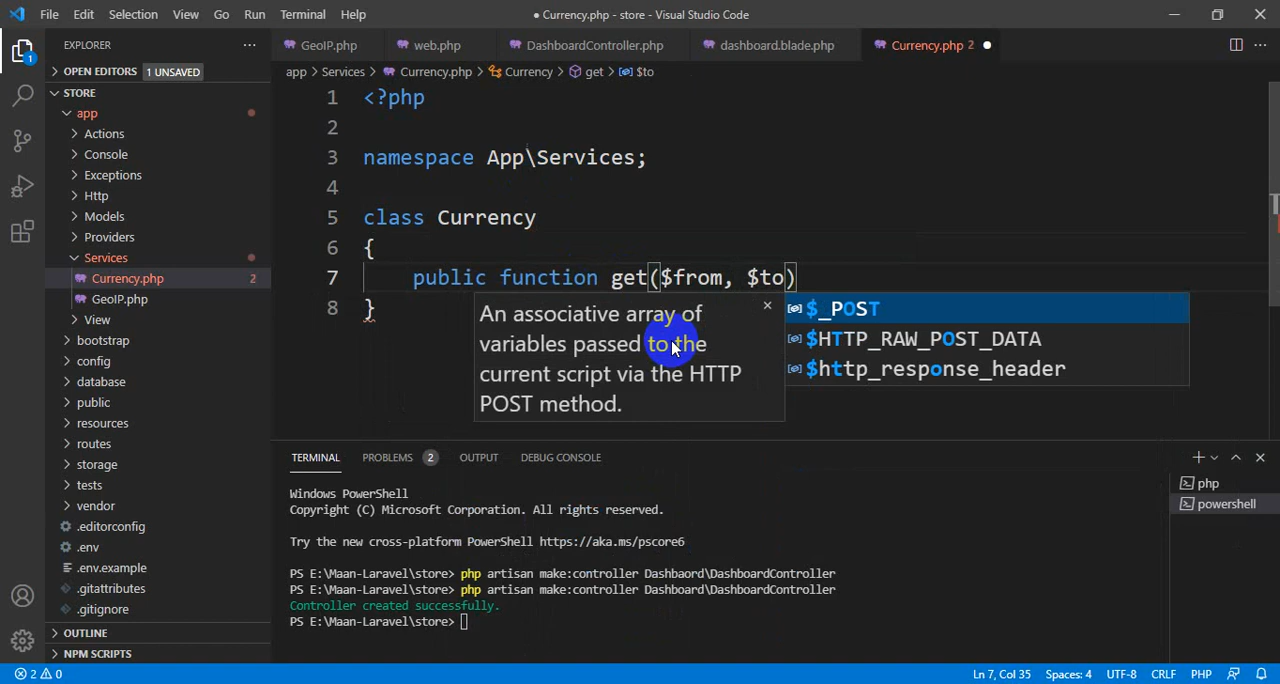 File Edit Selection View Go Run Terminal Help ● Currency.php - store - Visual Studio Code
EXPLORER ···
GeoIP.php web.php DashboardController.php dashboard.blade.php Currency.php 2 ●
OPEN EDITORS 1 UNSAVED
app > Services > Currency.php > Currency > get > $to
STORE
app
Actions
Console
Exceptions
Http
Models
Providers
Services
Currency.php 2
GeoIP.php
View
bootstrap
config
database
public
resources
routes
storage
tests
vendor
.editorconfig
.env
.env.example
.gitattributes
.gitignore
OUTLINE
NPM SCRIPTS
1 <?php
2
3 namespace App\Services;
4
5 class Currency
6 {
7 public function get($from, $to)
8 }
An associative array of
variables passed to the
current script via the HTTP
POST method.
$_POST
$HTTP_RAW_POST_DATA
$http_response_header
TERMINAL PROBLEMS 2 OUTPUT DEBUG CONSOLE
php
powershell
Windows PowerShell
Copyright (C) Microsoft Corporation. All rights reserved.
Try the new cross-platform PowerShell https://aka.ms/pscore6
PS E:\Maan-Laravel\store> php artisan make:controller Dashbaord\DashboardController
PS E:\Maan-Laravel\store> php artisan make:controller Dashboard\DashboardController
Controller created successfully.
PS E:\Maan-Laravel\store>
2 0 Ln 7, Col 35 Spaces: 4 UTF-8 CRLF PHP
1